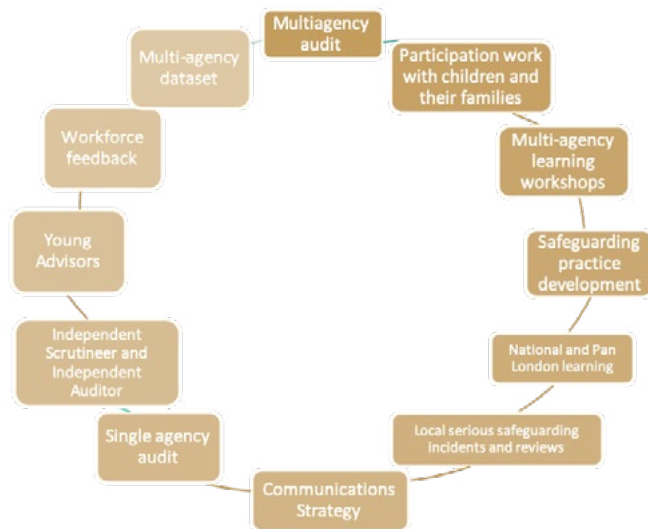 Multiagency
audit
Participation work
with children and
their families
Multi-agency
learning
workshops
Safeguarding
practice
development
National and Pan
London learning
Local serious safeguarding
incidents and reviews
Communications
Strategy
Single agency
audit
Independent
Scrutineer and
Independent
Auditor
Young
Advisors
Workforce
feedback
Multi-agency
dataset